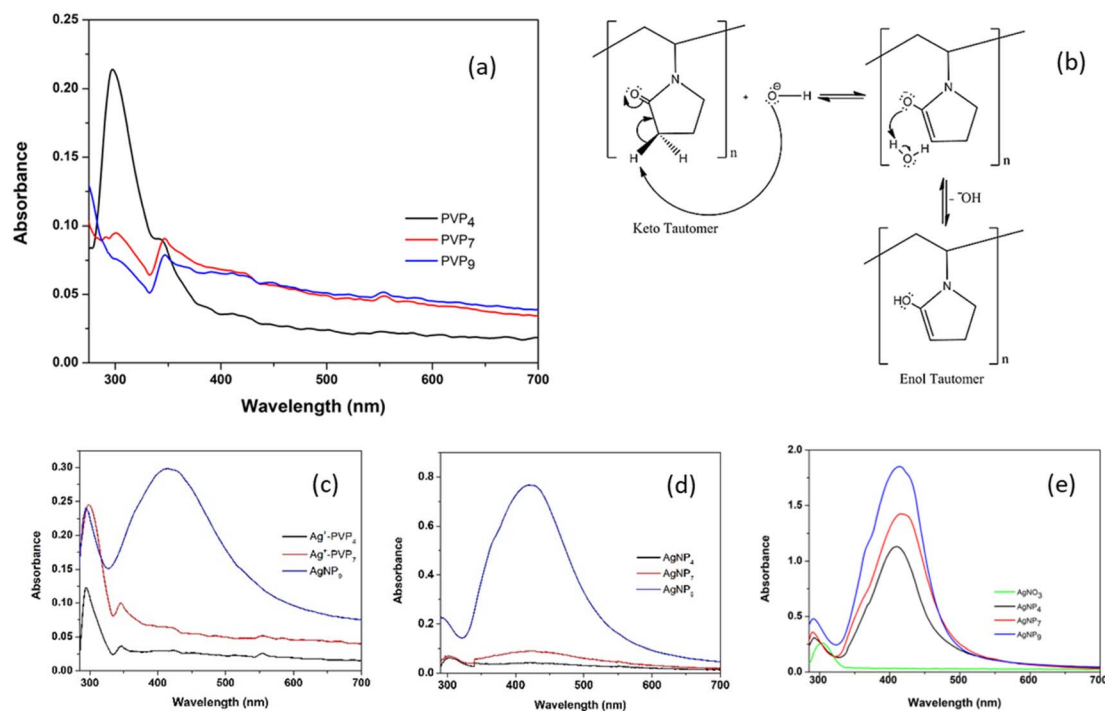 (a)
0.25
0.20
0.15
0.10
0.05
0.00
300
400
500
600
700
Absorbance
Wavelength (nm)
PVP4
PVP7
PVP9
(b)
N
O
n
Keto Tautomer
H
H
+
O
⊖
H
N
O
⊖
n
H
H
O
- ⁻OH
N
HO
n
Enol Tautomer
(c)
0.30
0.25
0.20
0.15
0.10
0.05
0.00
300
400
500
600
700
Absorbance
Wavelength (nm)
Ag⁺-PVP4
Ag⁺-PVP7
AgNP9
(d)
0.8
0.6
0.4
0.2
0.0
300
400
500
600
700
Absorbance
Wavelength (nm)
AgNP4
AgNP7
AgNP9
(e)
2.0
1.5
1.0
0.5
0.0
300
400
500
600
700
Absorbance
Wavelength (nm)
AgNO3
AgNP4
AgNP7
AgNP9